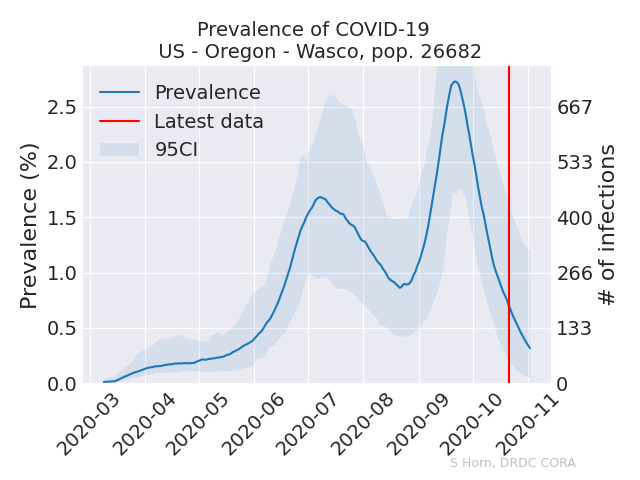 Prevalence of COVID-19
US - Oregon - Wasco, pop. 26682
Prevalence
Latest data
95CI
Prevalence (%)
2.5
2.0
1.5
1.0
0.5
0.0
667
533
400
266
133
0
# of infections
2020-03
2020-04
2020-05
2020-06
2020-07
2020-08
2020-09
2020-10
2020-11
S Horn, DRDC CORA